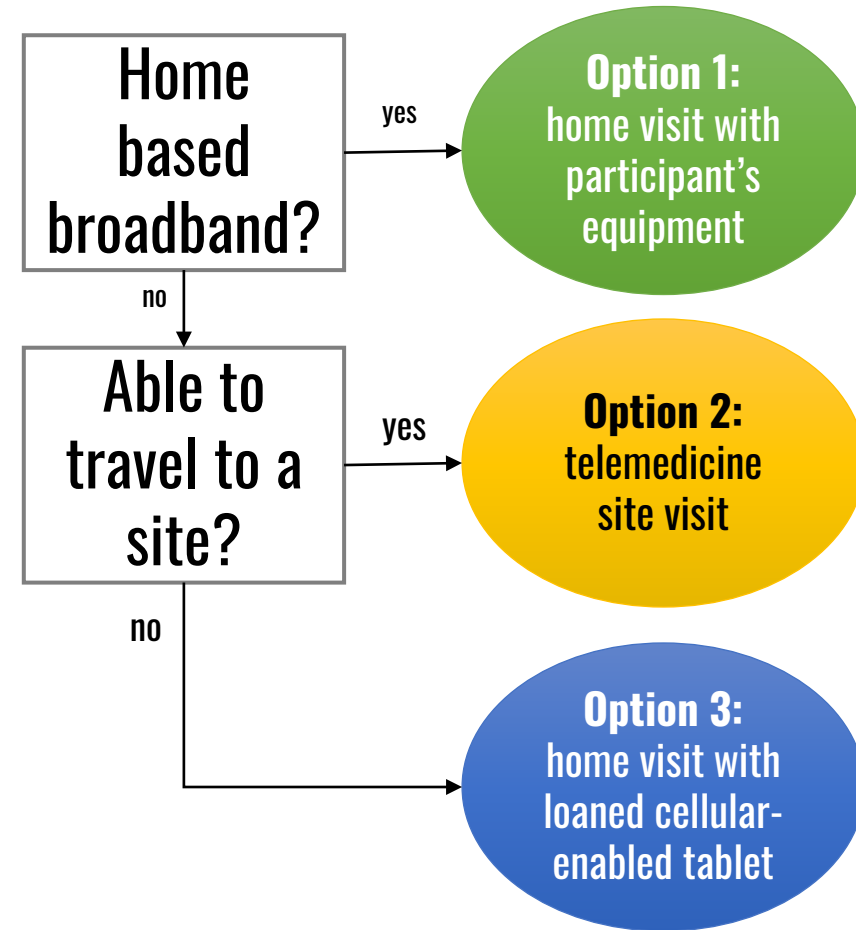 Home
based
broadband?
yes
Option 1:
home visit with
participant’s
equipment
no
Able to
travel to a
site?
yes
Option 2:
telemedicine
site visit
no
Option 3:
home visit with
loaned cellular-
enabled tablet